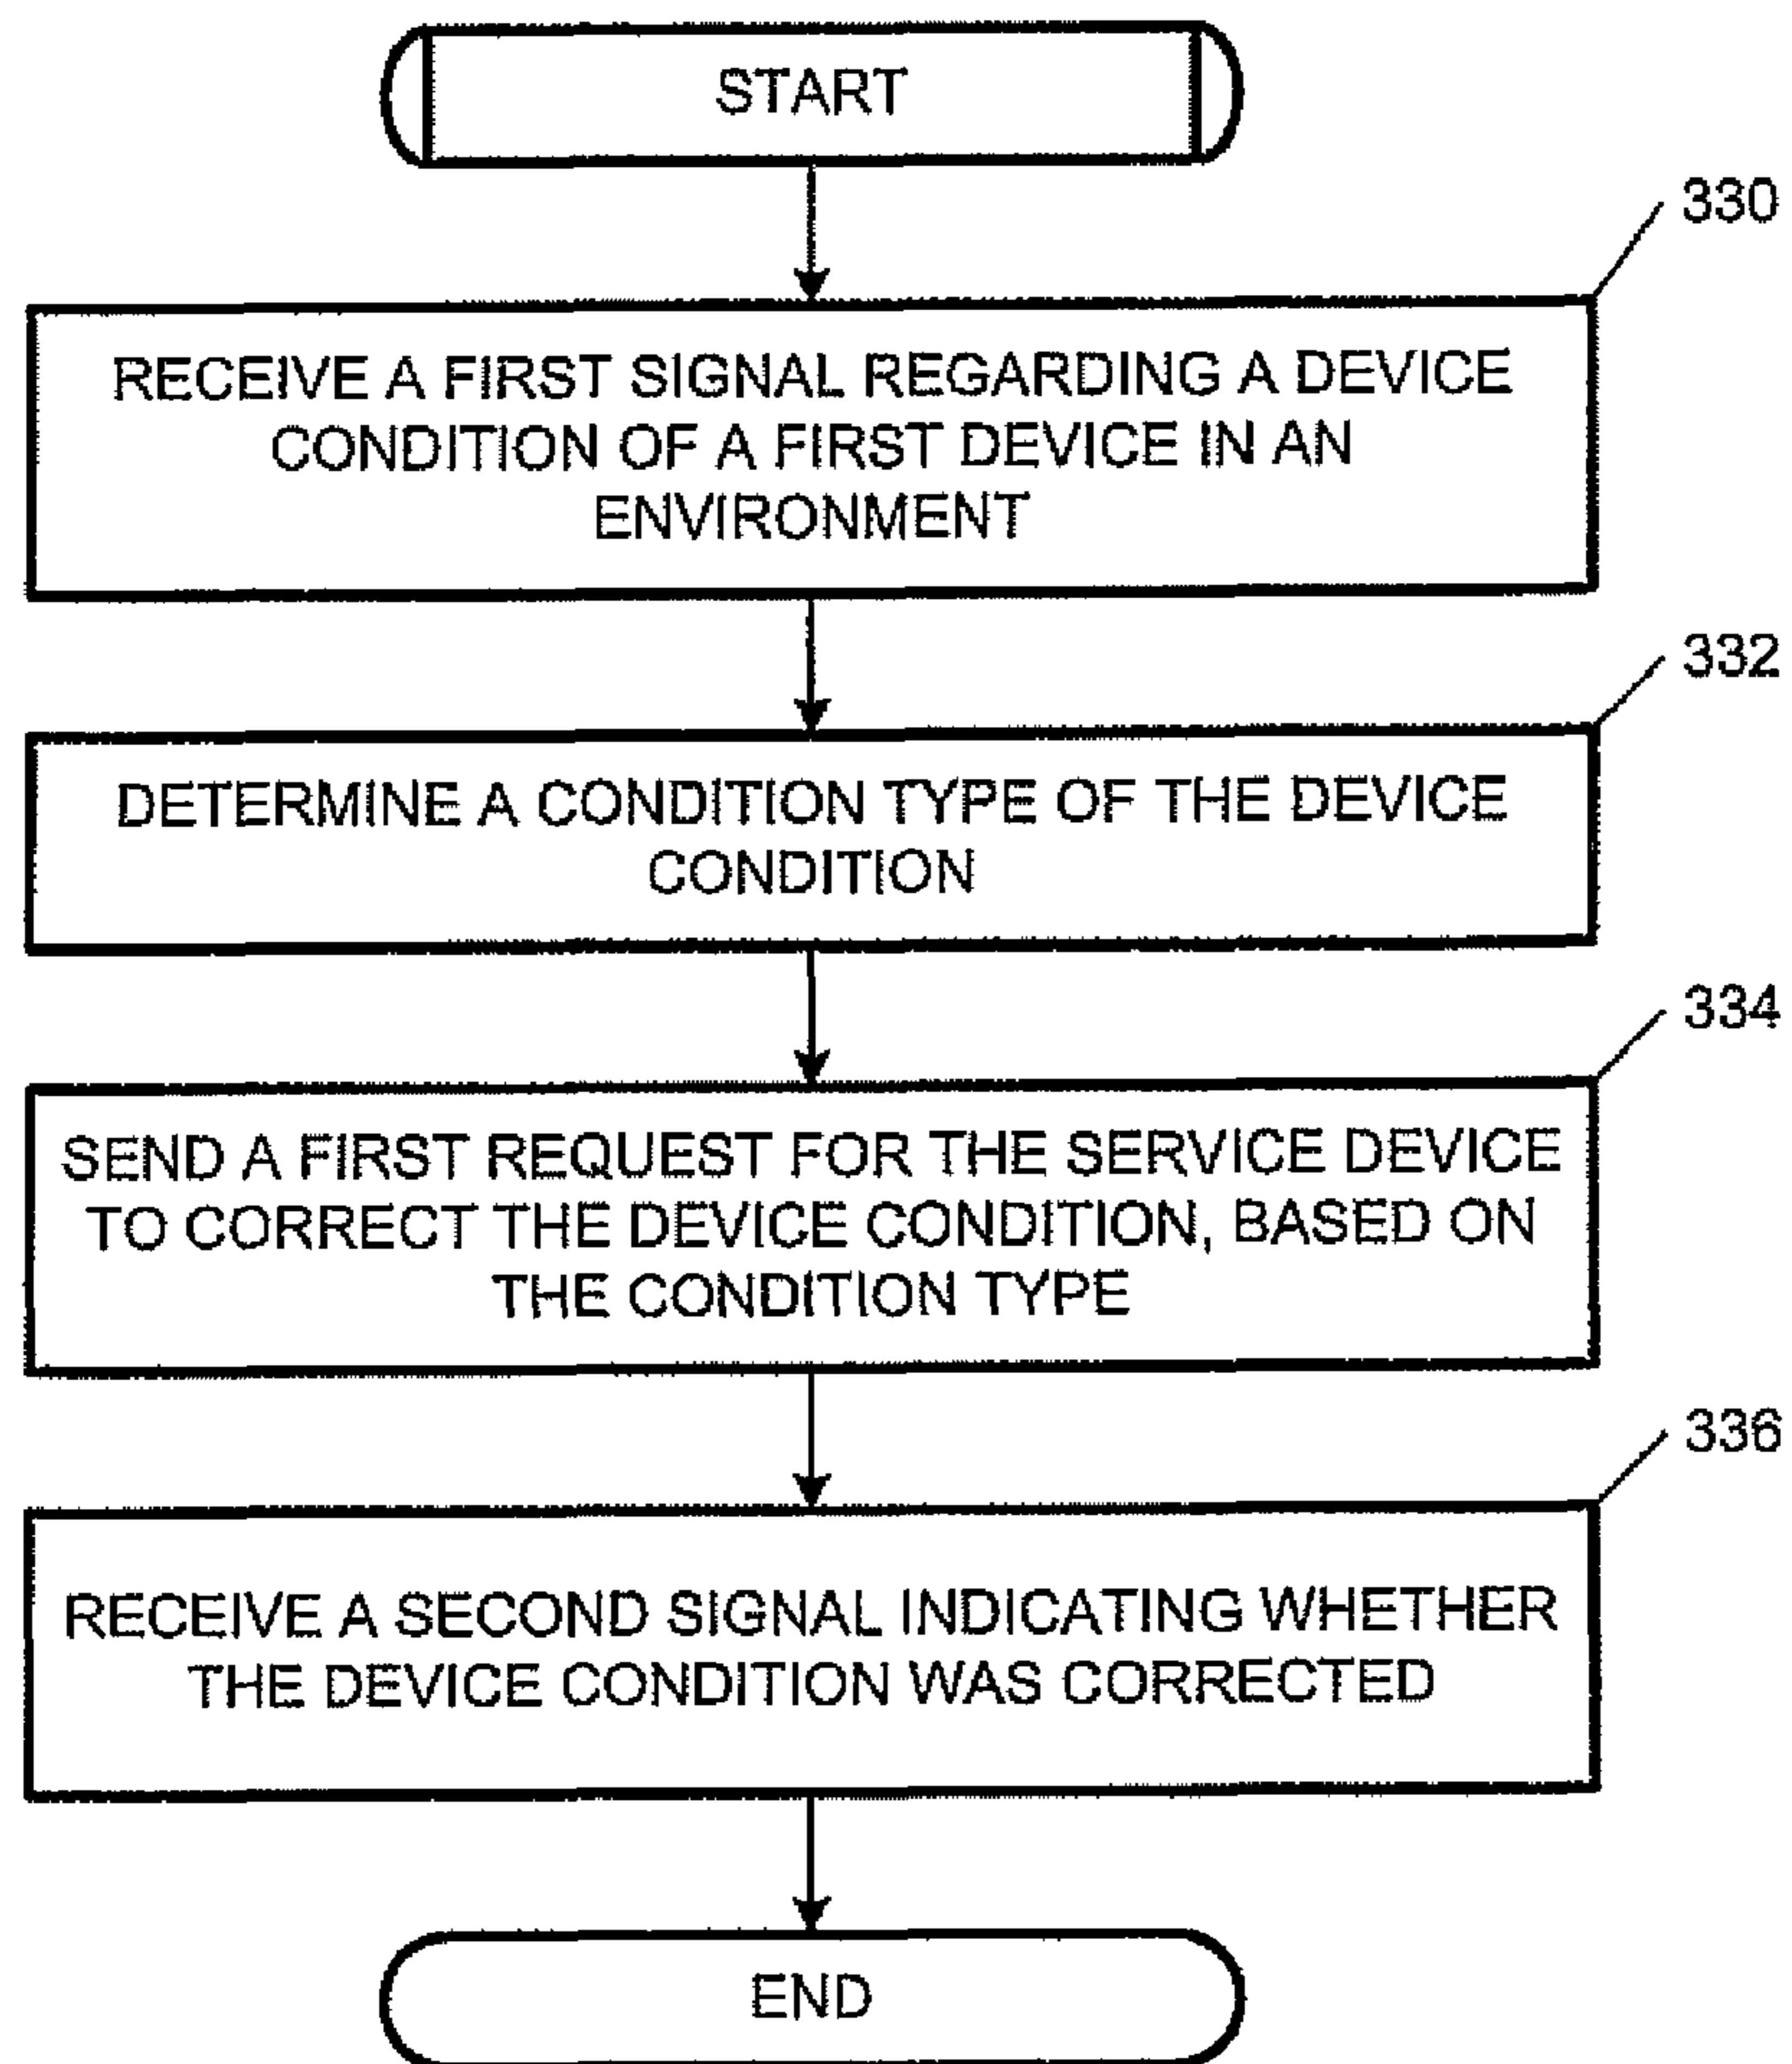 START
330
RECEIVE A FIRST SIGNAL REGARDING A DEVICE
CONDITION OF A FIRST DEVICE IN AN
ENVIRONMENT
332
DETERMINE A CONDITION TYPE OF THE DEVICE
CONDITION
334
SEND A FIRST REQUEST FOR THE SERVICE DEVICE
TO CORRECT THE DEVICE CONDITION, BASED ON
THE CONDITION TYPE
336
RECEIVE A SECOND SIGNAL INDICATING WHETHER
THE DEVICE CONDITION WAS CORRECTED
END